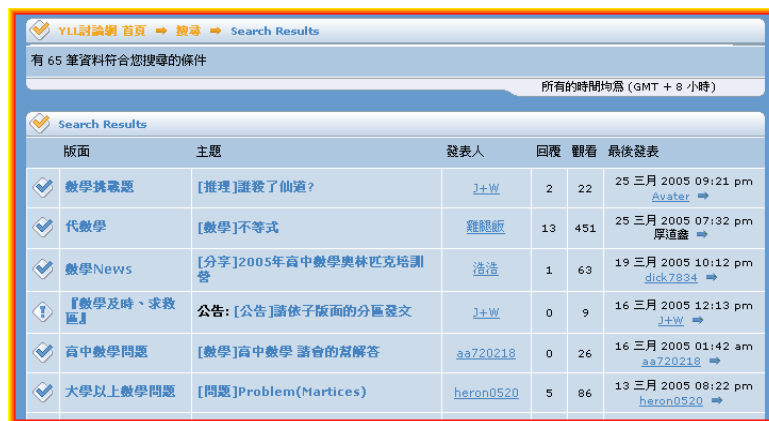 YLL討論網 首頁 ➡ 搜尋 ➡ Search Results
有 65 筆資料符合您搜尋的條件
所有的時間均為 (GMT + 8 小時)
Search Results
版面 主題 發表人 回覆 觀看 最後發表
數學挑戰題 [推理]誰殺了仙道? J+W 2 22 25 三月 2005 09:21 pm
Avater ➡
代數學 [數學]不等式 雞腿飯 13 451 25 三月 2005 07:32 pm
厚道鑫 ➡
數學News [分享]2005年高中數學奧林匹克培訓
營 浩浩 1 63 19 三月 2005 10:12 pm
dick7834 ➡
『數學及時、求救
區』 公告: [公告]請依子版面的分區發文 J+W 0 9 16 三月 2005 12:13 pm
J+W ➡
高中數學問題 [數學]高中數學 請會的幫解答 aa720218 0 26 16 三月 2005 01:42 am
aa720218 ➡
大學以上數學問題 [問題]Problem(Martices) heron0520 5 86 13 三月 2005 08:22 pm
heron0520 ➡